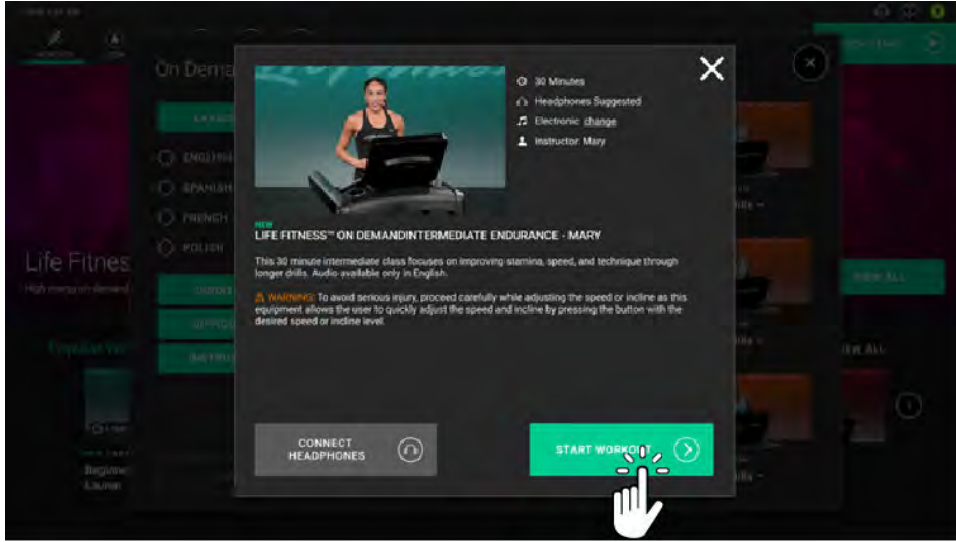 On Dema
30 Minutes
Headphones Suggested
Electronic change
Instructor: Mary
ENGLISH
SPANISH
FRENCH
POLISH
NEW
LIFE FITNESS™ ON DEMANDINTERMEDIATE ENDURANCE - MARY
This 30 minute intermediate class focuses on improving stamina, speed, and technique through
longer drills. Audio available only in English.
WARNING: To avoid serious injury, proceed carefully while adjusting the speed or incline as this
equipment allows the user to quickly adjust the speed and incline by pressing the button with the
desired speed or incline level.
Life Fitnes
VIEW ALL
CONNECT
HEADPHONES
START WORKOUT